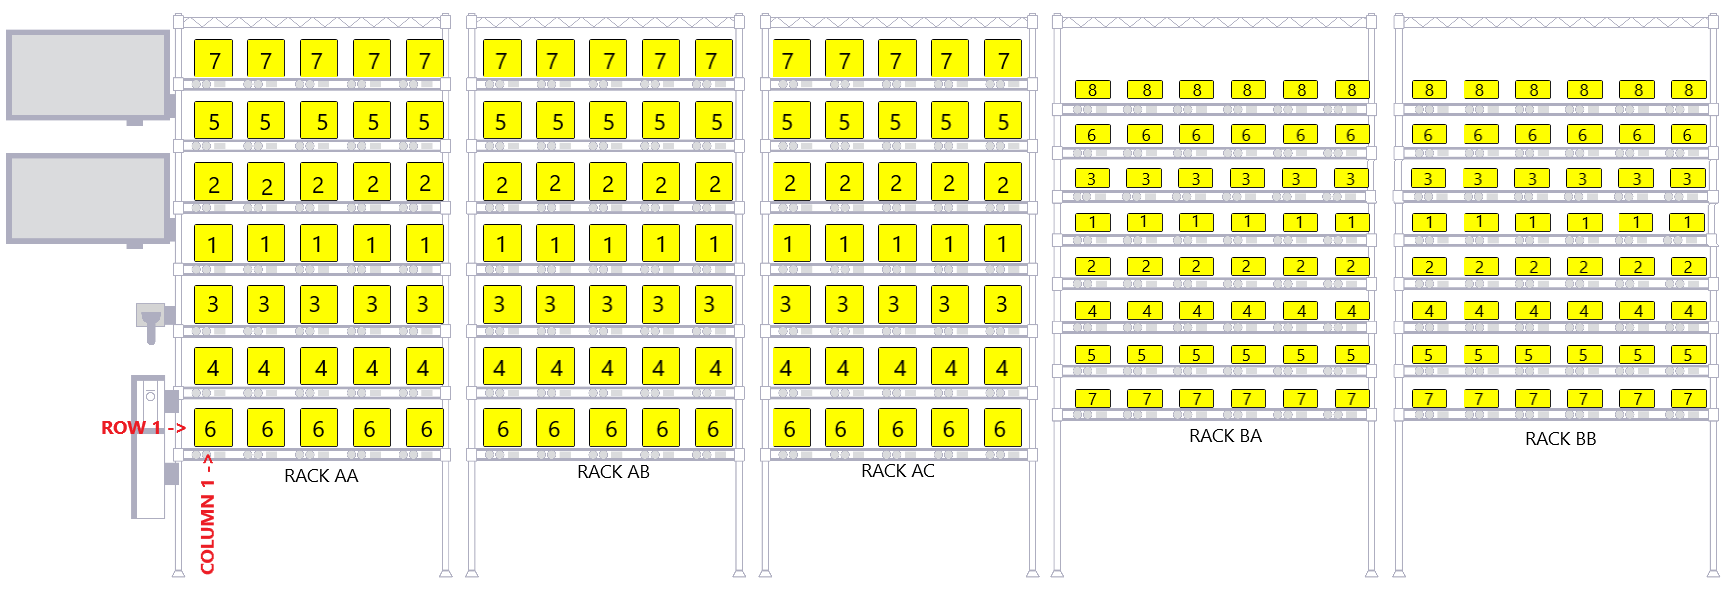 7 7 7 7 7 7 7 7 7 7 7 7 7 7 7
8 8 8 8 8 8 8 8 8 8 8 8
5 5 5 5 5 5 5 5 5 5 5 5 5 5 5
6 6 6 6 6 6 6 6 6 6 6 6
2 2 2 2 2 2 2 2 2 2 2 2 2 2 2
3 3 3 3 3 3 3 3 3 3 3 3
1 1 1 1 1 1 1 1 1 1 1 1 1 1 1
1 1 1 1 1 1 1 1 1 1 1 1
2 2 2 2 2 2 2 2 2 2 2 2
3 3 3 3 3 3 3 3 3 3 3 3 3 3 3
4 4 4 4 4 4 4 4 4 4 4 4
4 4 4 4 4 4 4 4 4 4 4 4 4 4 4
5 5 5 5 5 5 5 5 5 5 5 5
7 7 7 7 7 7 7 7 7 7 7 7
ROW 1 -> 6 6 6 6 6 6 6 6 6 6 6 6 6 6 6
COLUMN 1 ->
RACK AA
RACK AB
RACK AC
RACK BA
RACK BB